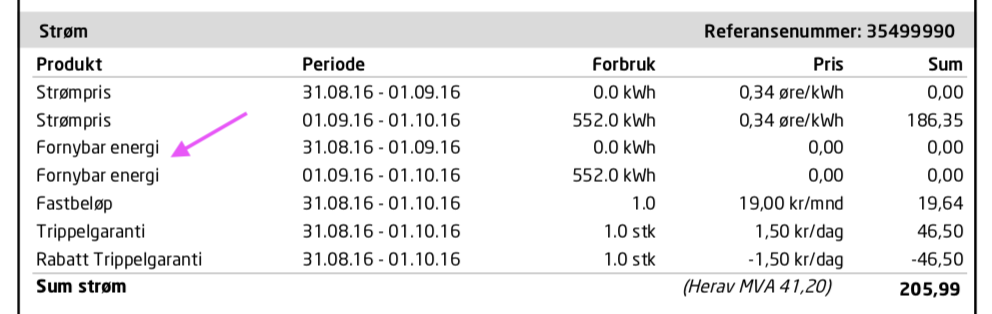 Strøm Referansenummer: 35499990
Produkt Periode Forbruk Pris Sum
Strømpris 31.08.16 - 01.09.16 0.0 kWh 0,34 øre/kWh 0,00
Strømpris 01.09.16 - 01.10.16 552.0 kWh 0,34 øre/kWh 186,35
Fornybar energi 31.08.16 - 01.09.16 0.0 kWh 0,00 0,00
Fornybar energi 01.09.16 - 01.10.16 552.0 kWh 0,00 0,00
Fastbeløp 31.08.16 - 01.10.16 1.0 19,00 kr/mnd 19,64
Trippelgaranti 31.08.16 - 01.10.16 1.0 stk 1,50 kr/dag 46,50
Rabatt Trippelgaranti 31.08.16 - 01.10.16 1.0 stk -1,50 kr/dag -46,50
Sum strøm (Herav MVA 41,20) 205,99